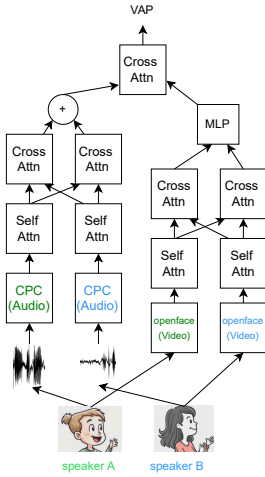 VAP
Cross
Attn
+
MLP
Cross
Attn
Cross
Attn
Cross
Attn
Cross
Attn
Self
Attn
Self
Attn
Self
Attn
Self
Attn
CPC
(Audio)
CPC
(Audio)
openface
(Video)
openface
(Video)
speaker A
speaker B